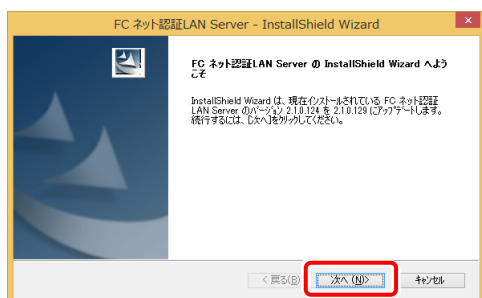 FC ネット認証LAN Server - InstallShield Wizard
FC ネット認証LAN Server の InstallShield Wizard へよう
こそ
InstallShield Wizard は、現在インストールされている FC ネット認証
LAN Server のバージョン 2.1.0.124 を 2.1.0.129 にアップデートします。
続行するには、[次へ]をクリックしてください。
< 戻る(B)
次へ (N)>
キャンセル